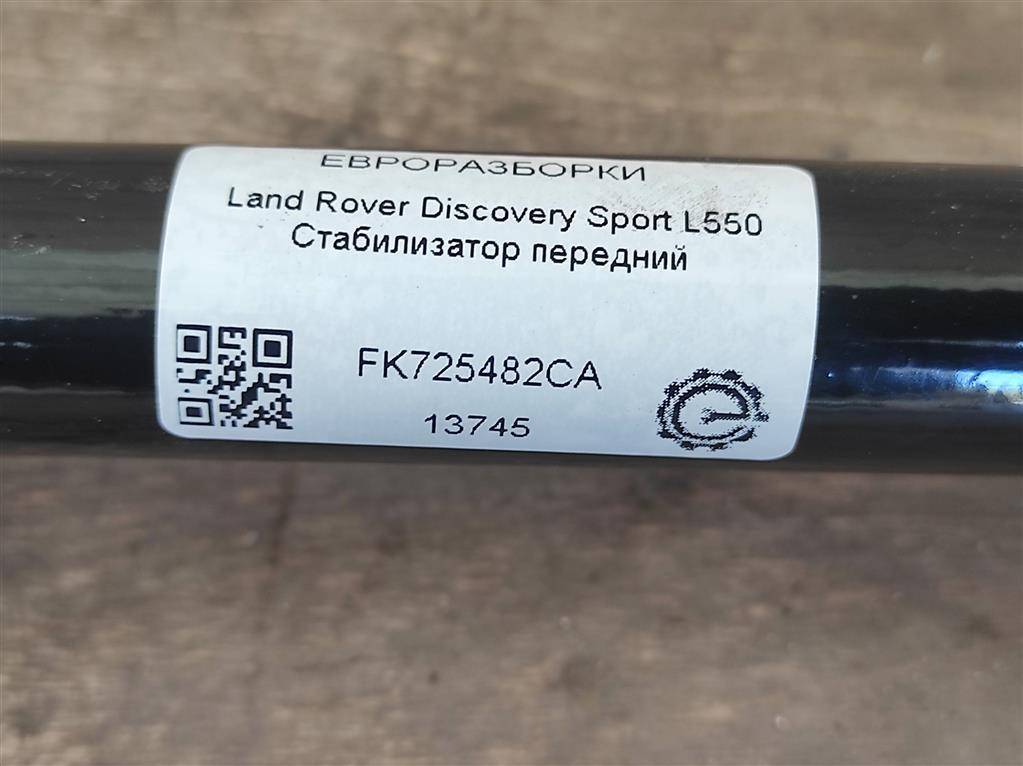 ЕВРОРАЗБОРКИ
Land Rover Discovery Sport L550
Стабилизатор передний
FK725482CA
13745